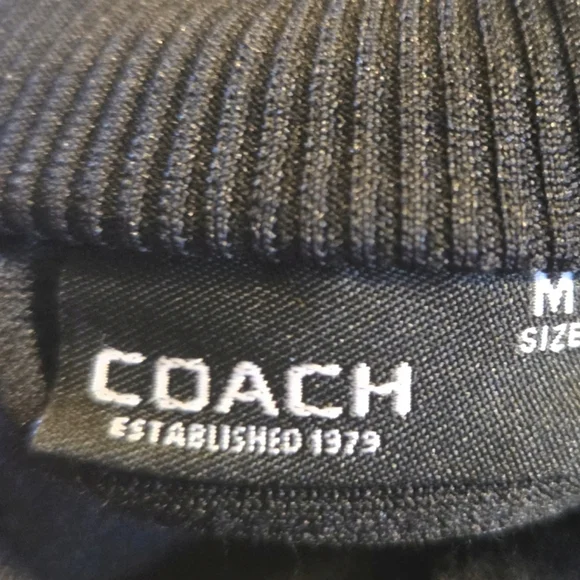 M
SIZE
COACH
ESTABLISHED 1979